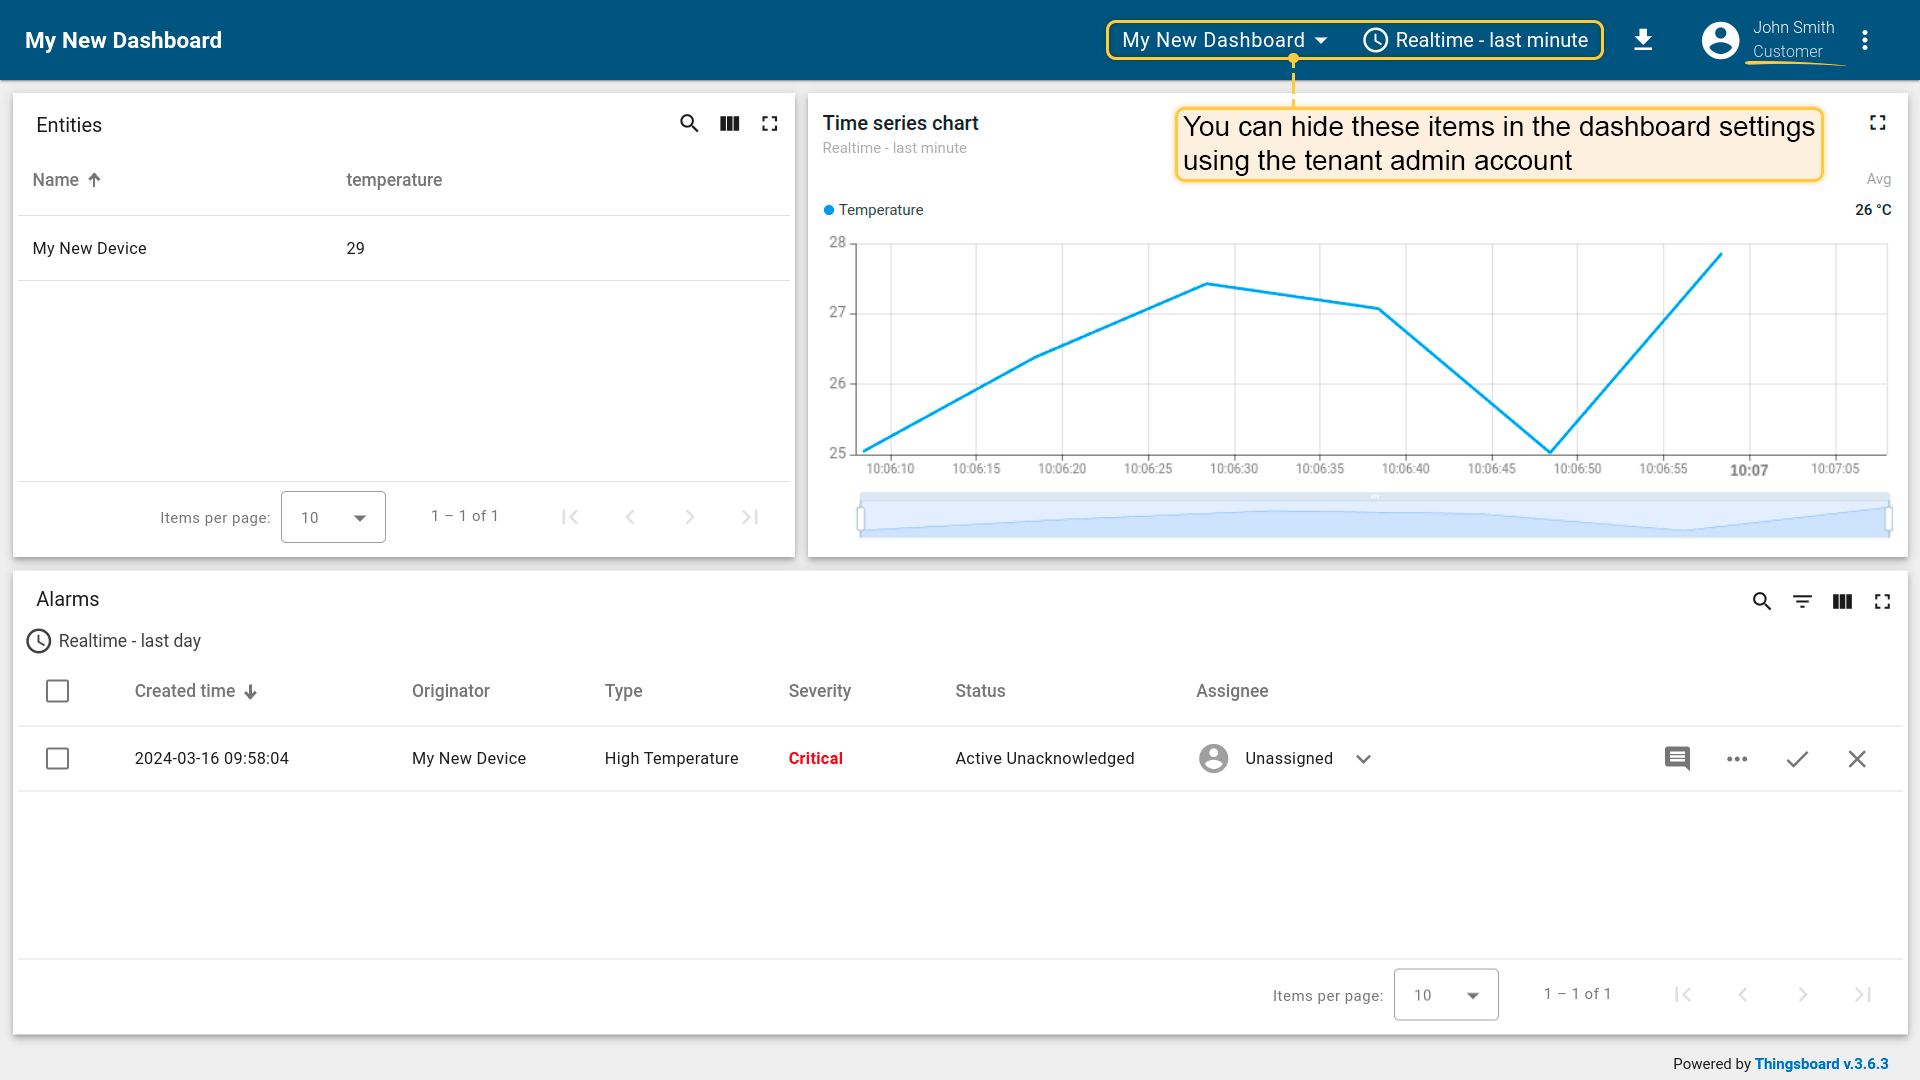 My New Dashboard
My New Dashboard
Realtime - last minute
John Smith
Customer
You can hide these items in the dashboard settings
using the tenant admin account
Entities
Name
temperature
My New Device
29
Items per page:
10
1 – 1 of 1
Time series chart
Realtime - last minute
Avg
Temperature
26 °C
28
27
26
25
10:06:10
10:06:15
10:06:20
10:06:25
10:06:30
10:06:35
10:06:40
10:06:45
10:06:50
10:06:55
10:07
10:07:05
Alarms
Realtime - last day
Created time
Originator
Type
Severity
Status
Assignee
2024-03-16 09:58:04
My New Device
High Temperature
Critical
Active Unacknowledged
Unassigned
Items per page:
10
1 – 1 of 1
Powered by Thingsboard v.3.6.3